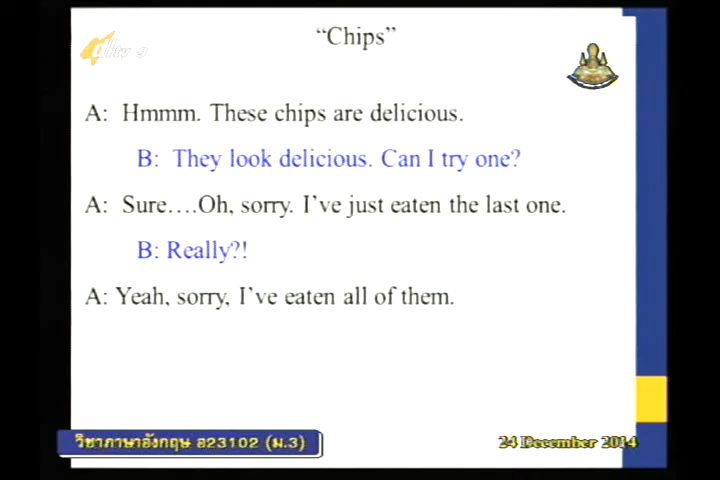 “Chips”
A: Hmmm. These chips are delicious.
B: They look delicious. Can I try one?
A: Sure….Oh, sorry. I’ve just eaten the last one.
B: Really?!
A: Yeah, sorry, I’ve eaten all of them.
วิชาภาษาอังกฤษ อ23102 (ม.3)
24 December 2014